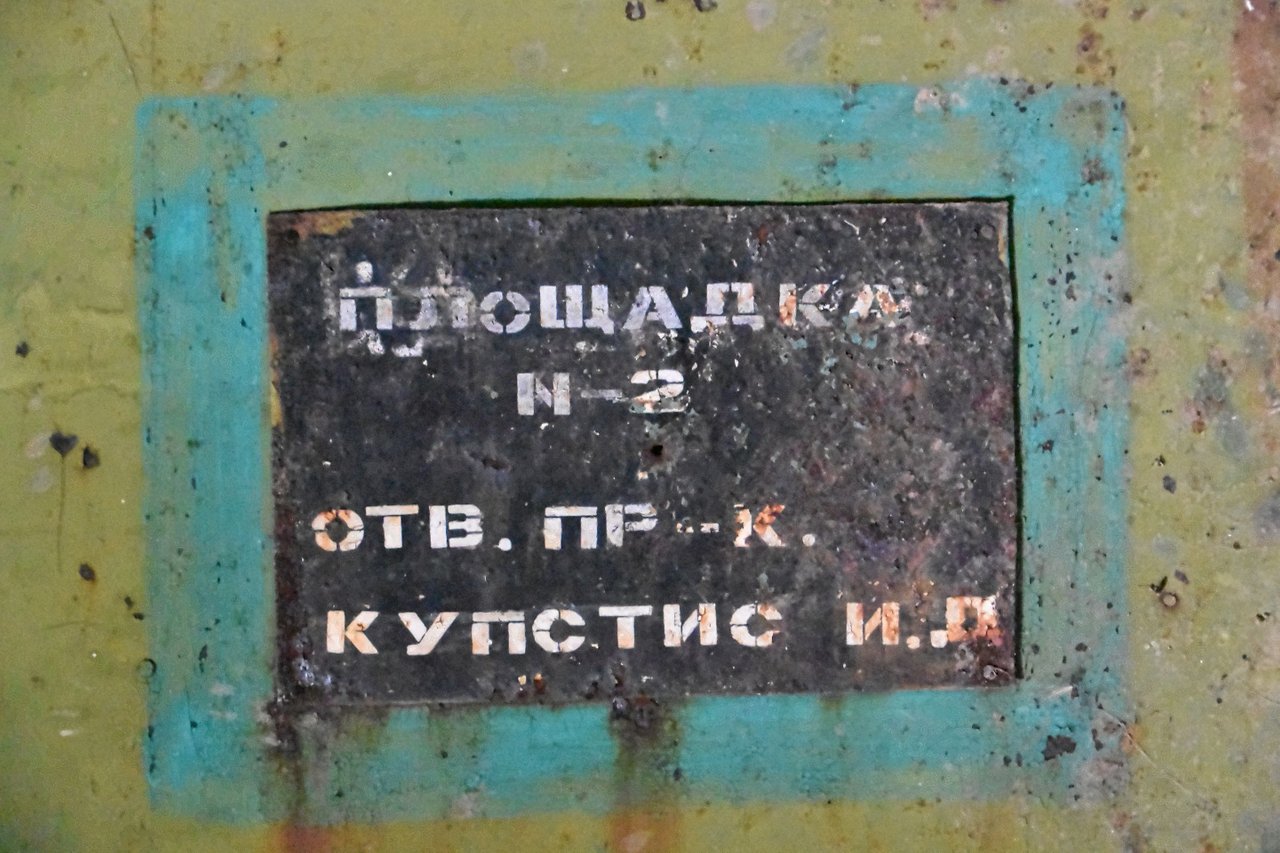 ПЛОЩАДКА
N-2
ОТВ. ПР-К.
КУПСТИС И.Д